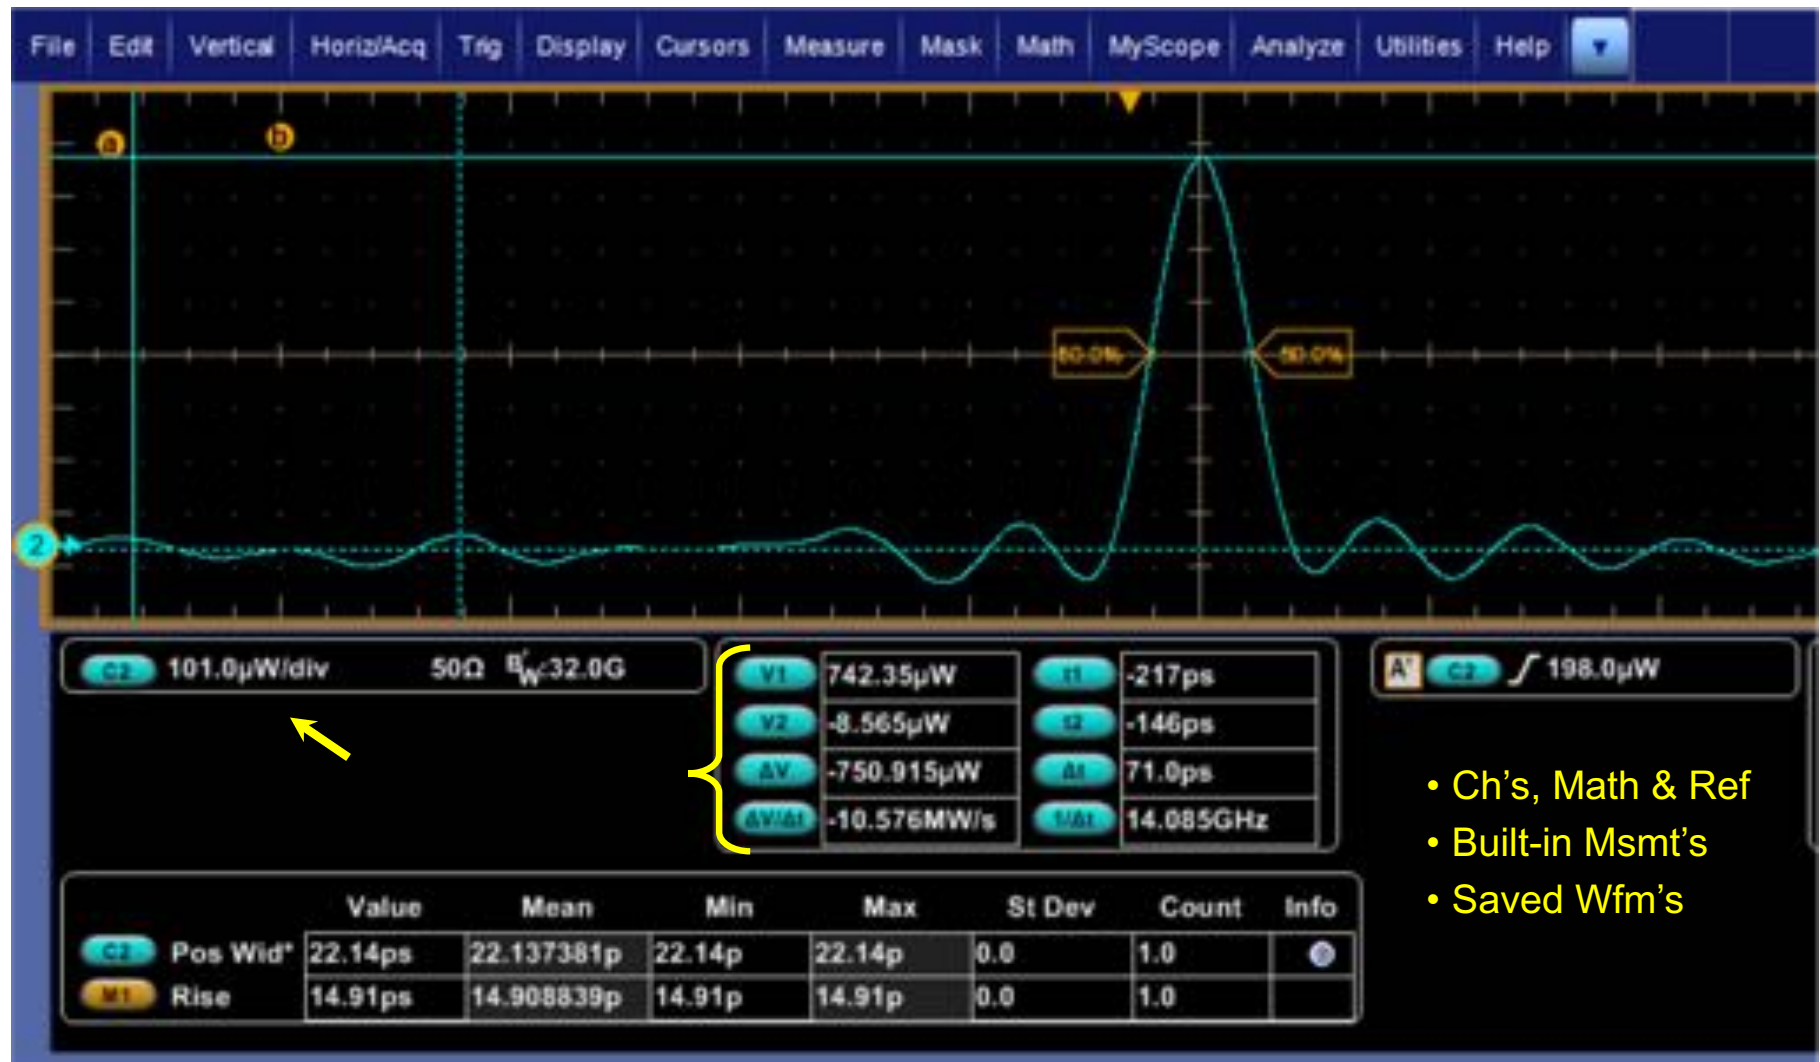 File Edit Vertical Horiz/Acq Trig Display Cursors Measure Mask Math MyScope Analyze Utilities Help
a b
50.0% 50.0%
2
C2 101.0µW/div 50Ω BW:32.0G
V1 742.35µW t1 -217ps
V2 -8.565µW t2 -146ps
ΔV -750.915µW Δt 71.0ps
ΔV/Δt -10.576MW/s 1/Δt 14.085GHz
A' C2 198.0µW
• Ch's, Math & Ref
• Built-in Msmt's
• Saved Wfm's
Value Mean Min Max St Dev Count Info
C2 Pos Wid* 22.14ps 22.137381p 22.14p 22.14p 0.0 1.0
M1 Rise 14.91ps 14.908839p 14.91p 14.91p 0.0 1.0